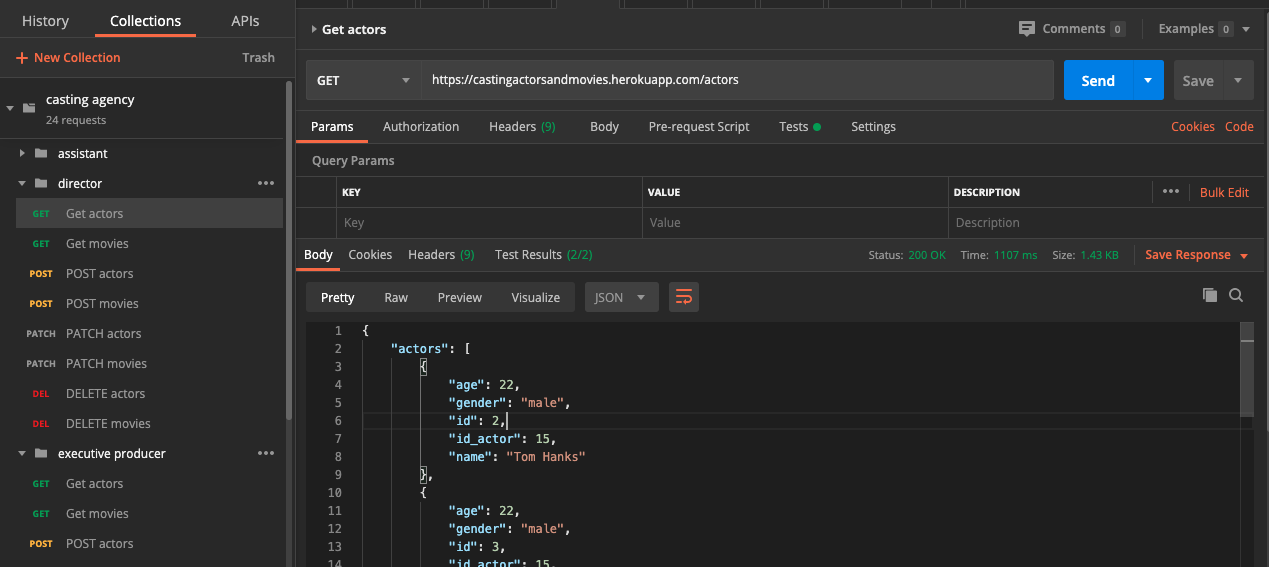 History Collections APIs
New Collection Trash
casting agency
24 requests
assistant
director •••
GET Get actors
GET Get movies
POST POST actors
POST POST movies
PATCH PATCH actors
PATCH PATCH movies
DEL DELETE actors
DEL DELETE movies
executive producer •••
GET Get actors
GET Get movies
POST POST actors
Get actors Comments 0 Examples 0
GET https://castingactorsandmovies.herokuapp.com/actors Send Save
Params Authorization Headers (9) Body Pre-request Script Tests Settings Cookies Code
Query Params
KEY VALUE DESCRIPTION ••• Bulk Edit
Key Value Description
Body Cookies Headers (9) Test Results (2/2) Status: 200 OK Time: 1107 ms Size: 1.43 KB Save Response
Pretty Raw Preview Visualize JSON
1 {
2 "actors": [
3 {
4 "age": 22,
5 "gender": "male",
6 "id": 2,
7 "id_actor": 15,
8 "name": "Tom Hanks"
9 },
10 {
11 "age": 22,
12 "gender": "male",
13 "id": 3,
14 "id_actor": 15,